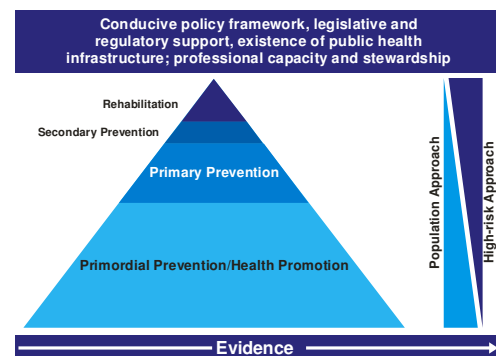 Conducive policy framework, legislative and
regulatory support, existence of public health
infrastructure; professional capacity and stewardship
Rehabilitation
Secondary Prevention
Primary Prevention
Primordial Prevention/Health Promotion
Population Approach
High-risk Approach
Evidence